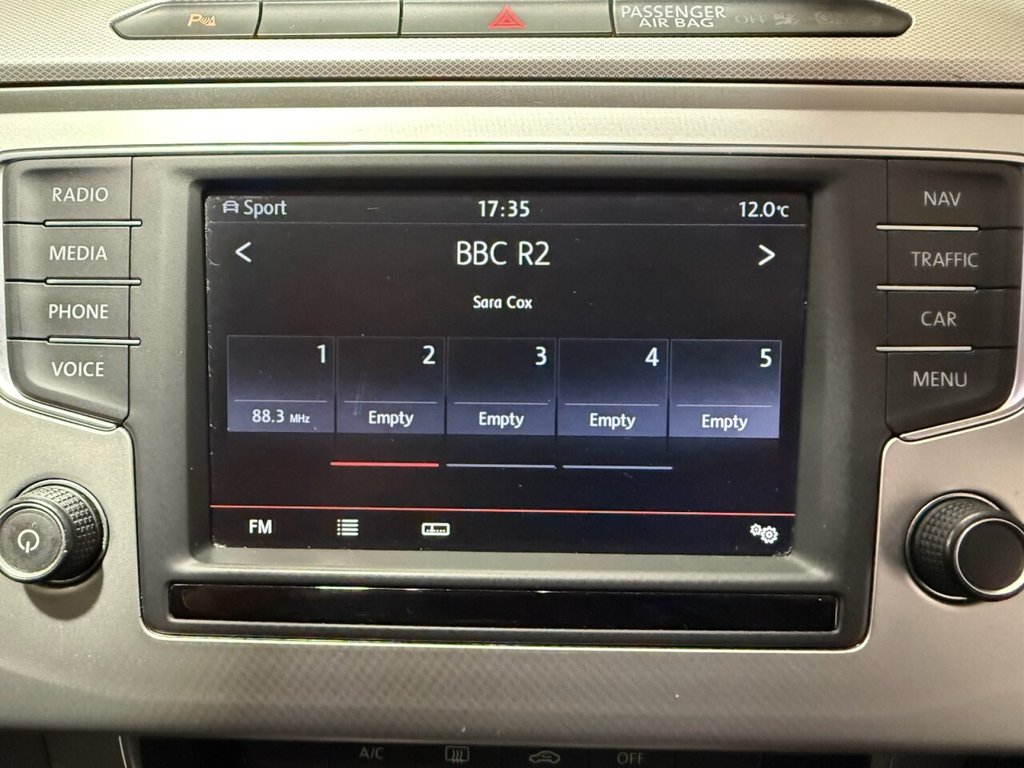 P
PASSENGER
AIR BAG OFF
RADIO
MEDIA
PHONE
VOICE
Sport 17:35 12.0°C
BBC R2
Sara Cox
1 2 3 4 5
88.3 MHz Empty Empty Empty Empty
FM
NAV
TRAFFIC
CAR
MENU
A/C OFF